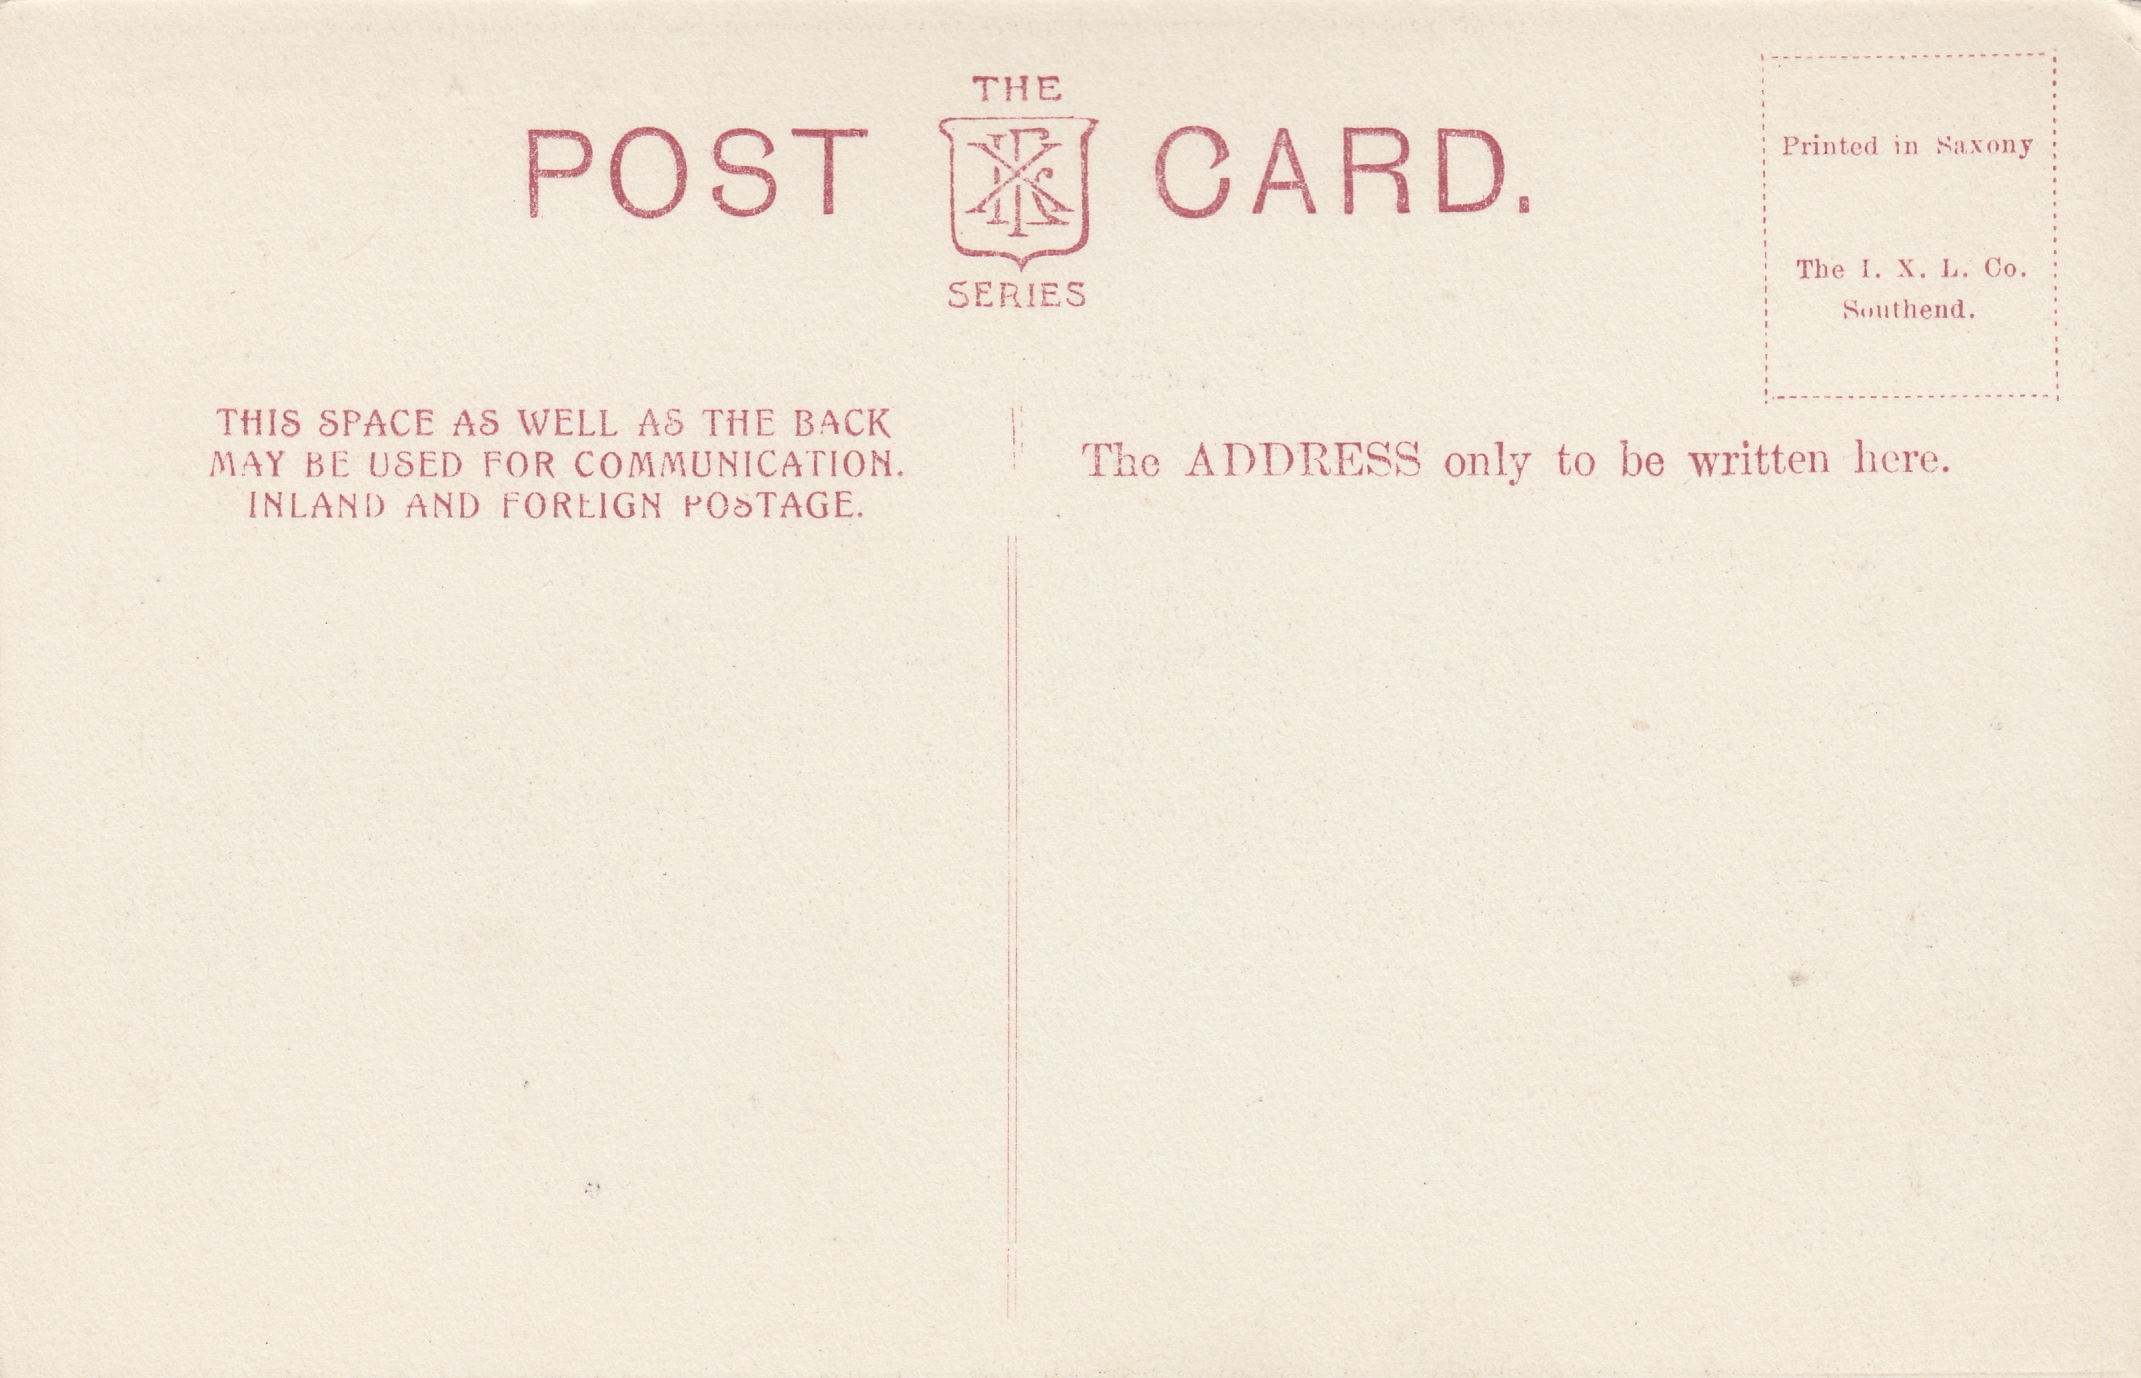 THE
POST CARD.
SERIES
Printed in Saxony
The I. X. L. Co.
Southend.
THIS SPACE AS WELL AS THE BACK
MAY BE USED FOR COMMUNICATION.
INLAND AND FOREIGN POSTAGE.
The ADDRESS only to be written here.